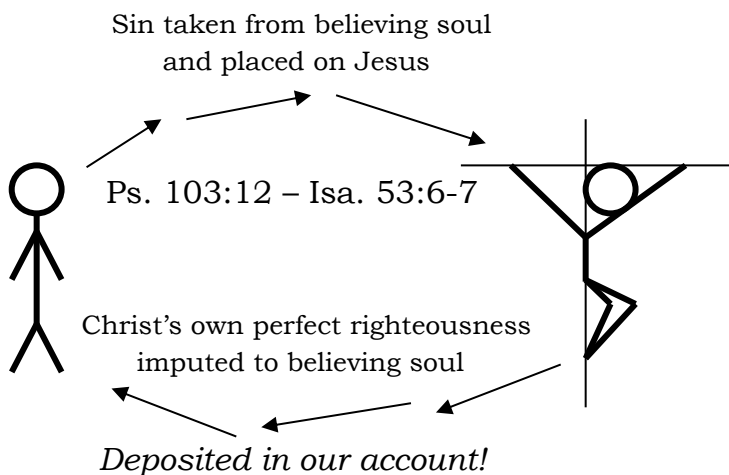 Sin taken from believing soul
and placed on Jesus
Ps. 103:12 – Isa. 53:6-7
Christ’s own perfect righteousness
imputed to believing soul
Deposited in our account!